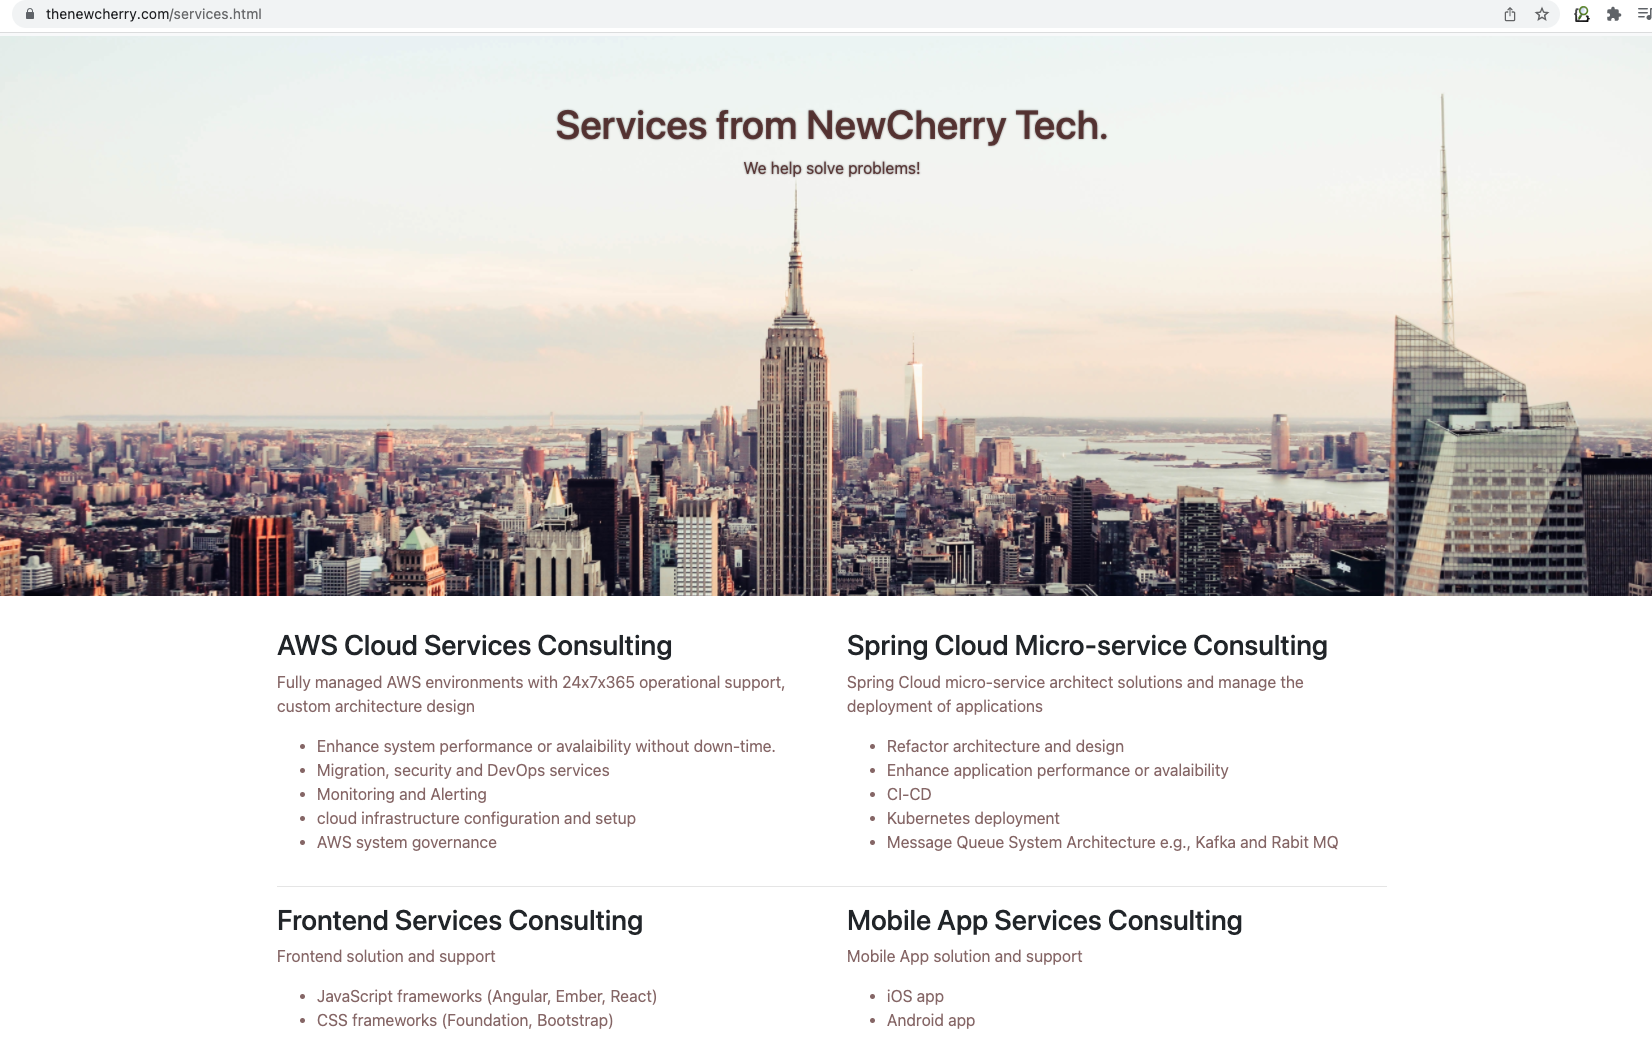 thenewcherry.com/services.html
Services from NewCherry Tech.
We help solve problems!
AWS Cloud Services Consulting
Fully managed AWS environments with 24x7x365 operational support,
custom architecture design
• Enhance system performance or avalaibility without down-time.
• Migration, security and DevOps services
• Monitoring and Alerting
• cloud infrastructure configuration and setup
• AWS system governance
Spring Cloud Micro-service Consulting
Spring Cloud micro-service architect solutions and manage the
deployment of applications
• Refactor architecture and design
• Enhance application performance or avalaibility
• CI-CD
• Kubernetes deployment
• Message Queue System Architecture e.g., Kafka and Rabit MQ
Frontend Services Consulting
Frontend solution and support
• JavaScript frameworks (Angular, Ember, React)
• CSS frameworks (Foundation, Bootstrap)
Mobile App Services Consulting
Mobile App solution and support
• iOS app
• Android app